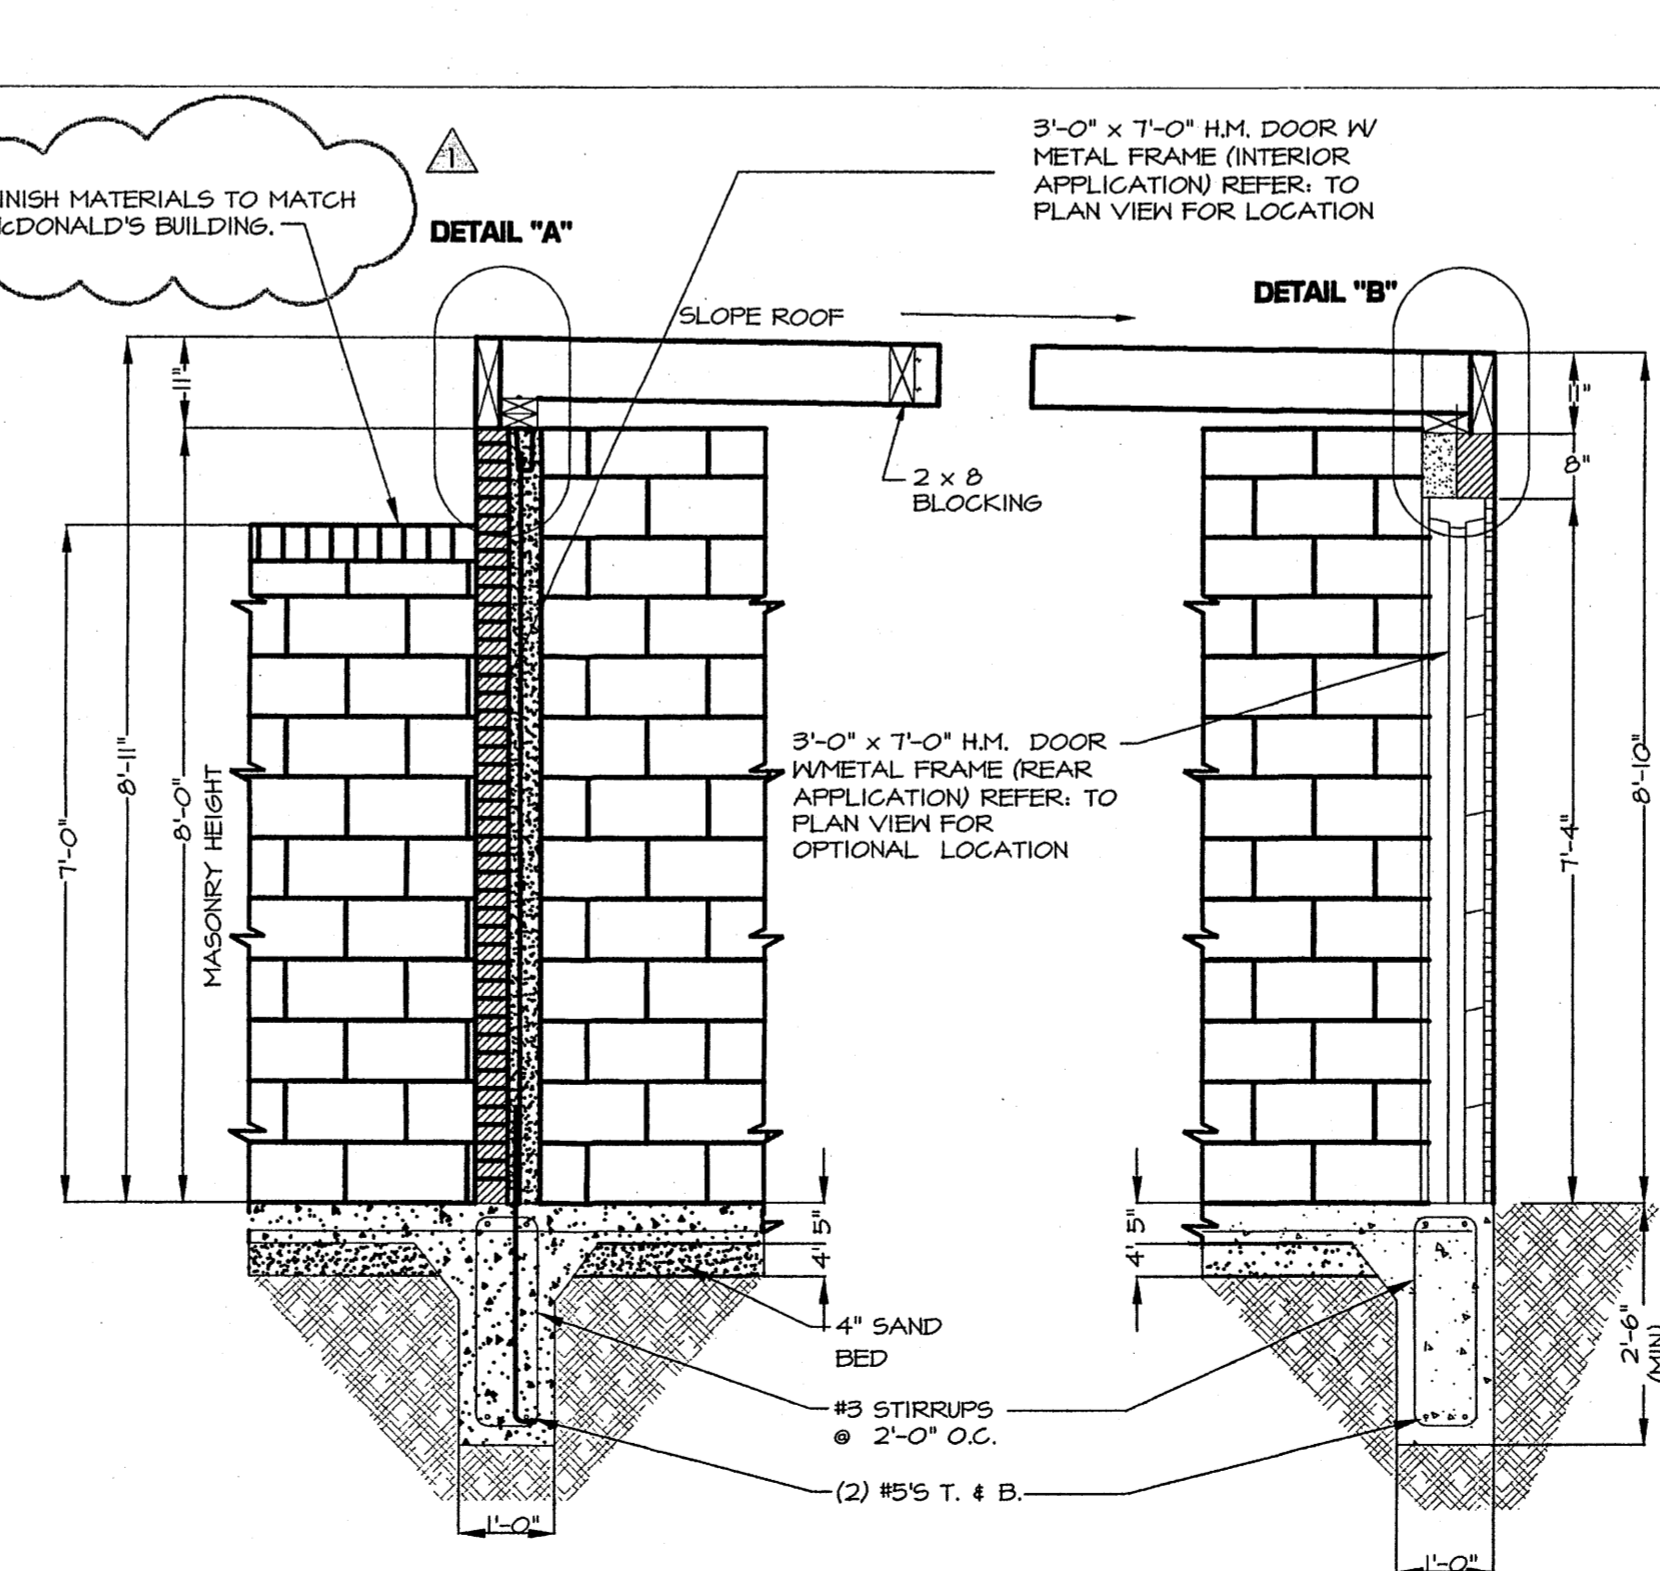 INISH MATERIALS TO MATCH
cDONALD'S BUILDING.
1
DETAIL "A"
3'-0" x 7'-0" H.M. DOOR W/
METAL FRAME (INTERIOR
APPLICATION) REFER: TO
PLAN VIEW FOR LOCATION
DETAIL "B"
SLOPE ROOF
11"
11"
8"
2 x 8
BLOCKING
7'-0"
8'-11"
8'-0"
MASONRY HEIGHT
3'-0" x 7'-0" H.M. DOOR
W/METAL FRAME (REAR
APPLICATION) REFER: TO
PLAN VIEW FOR
OPTIONAL LOCATION
7'-4"
8'-10"
5"
4"
5"
4"
4" SAND
BED
2'-6"
(MIN)
#3 STIRRUPS
@ 2'-0" O.C.
(2) #5'S T. & B.
1'-0"
1'-0"